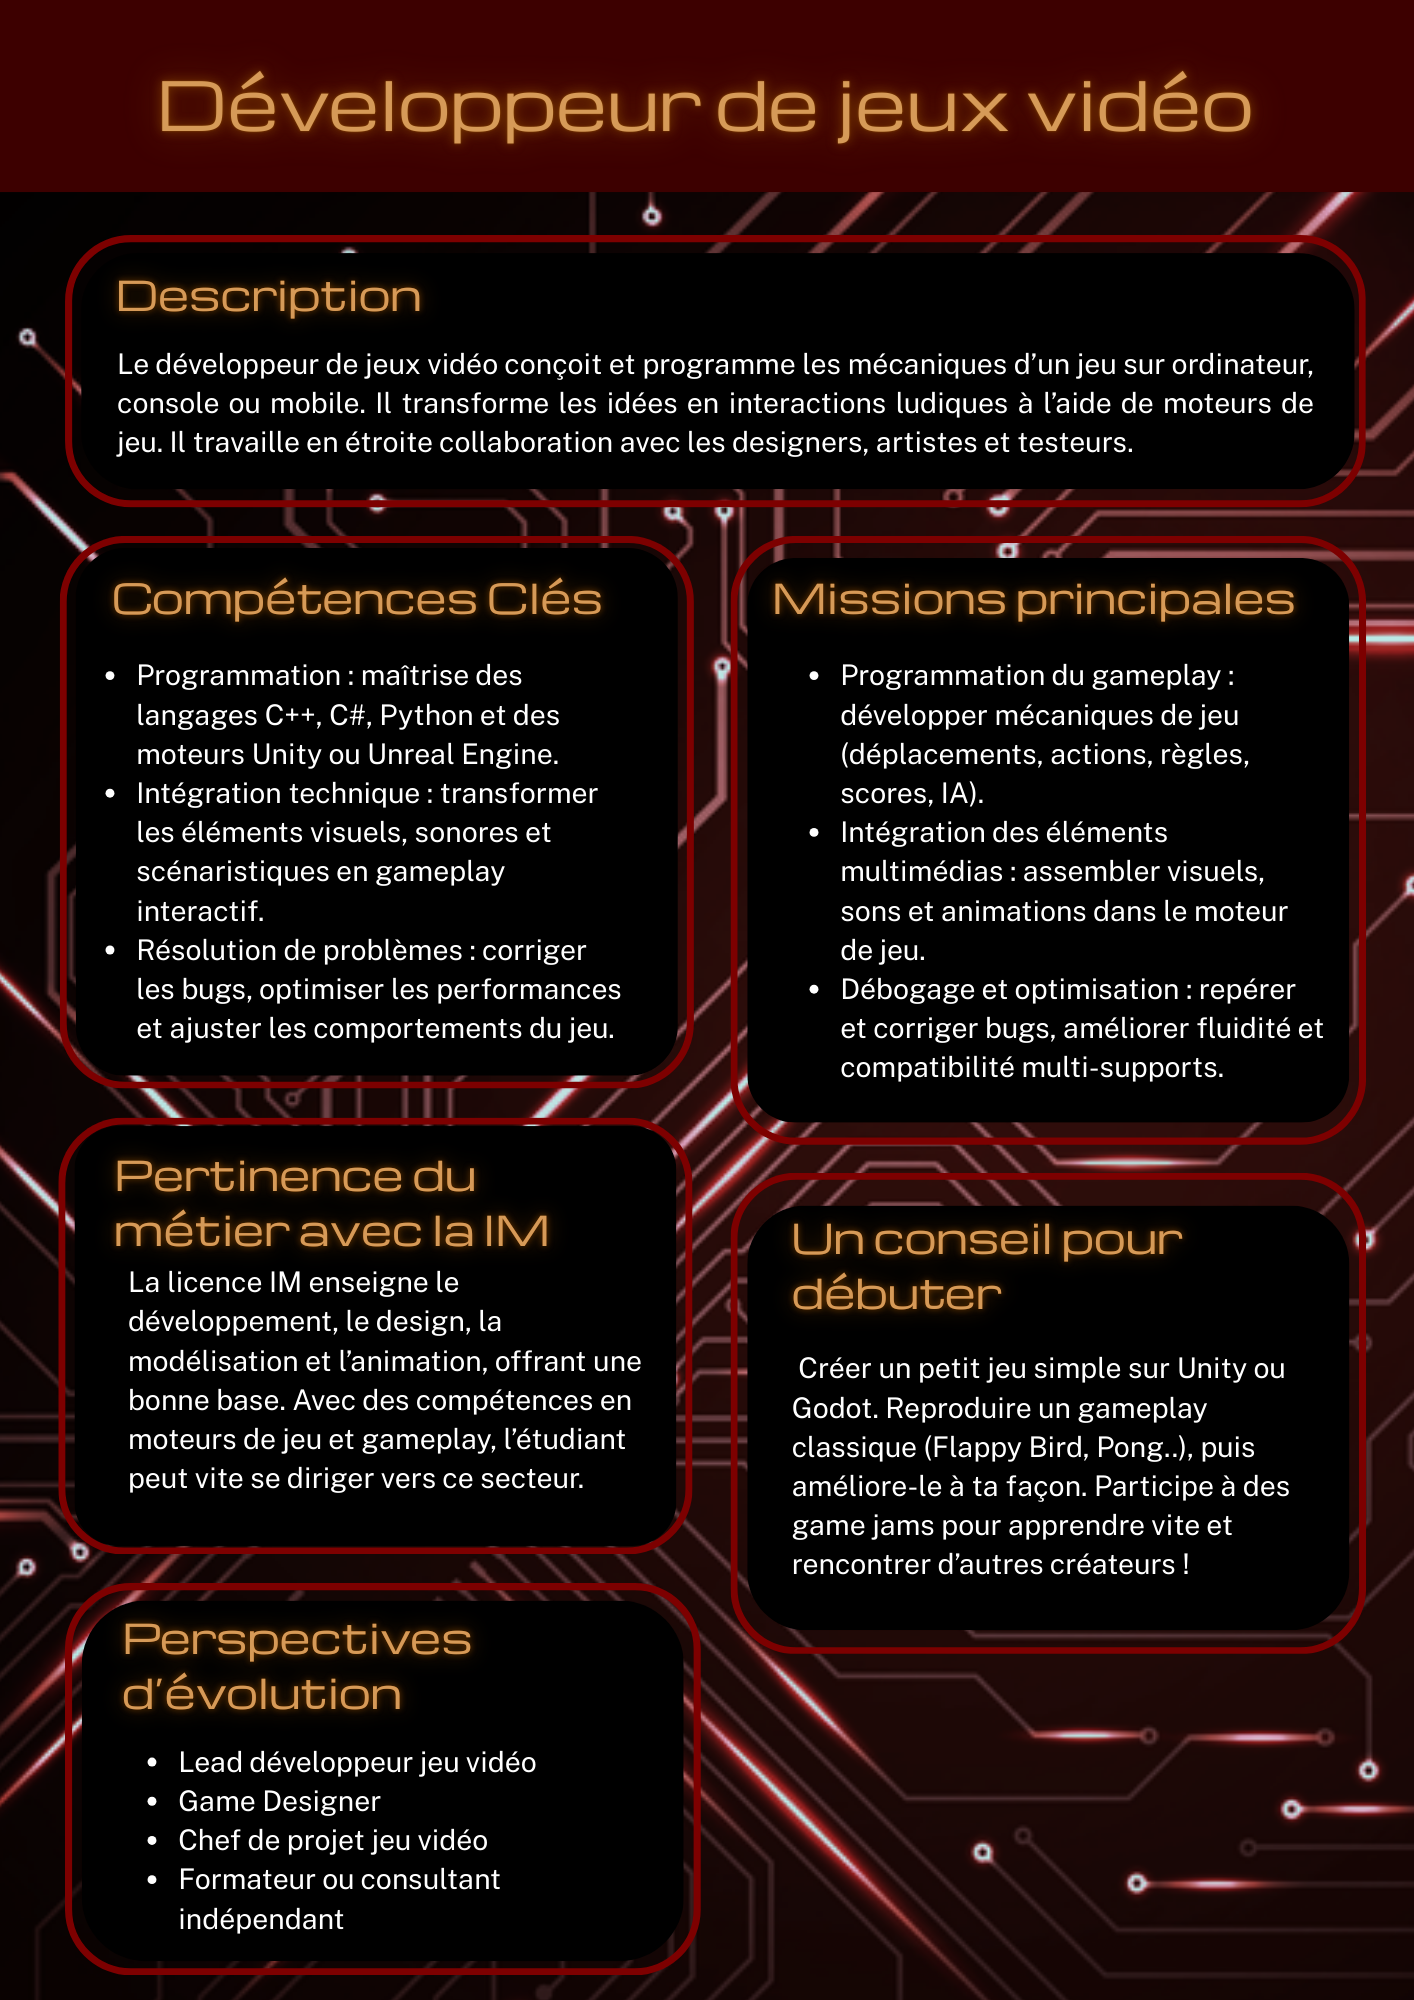 Développeur de jeux vidéo
Description
Le développeur de jeux vidéo conçoit et programme les mécaniques d’un jeu sur ordinateur,
console ou mobile. Il transforme les idées en interactions ludiques à l’aide de moteurs de
jeu. Il travaille en étroite collaboration avec les designers, artistes et testeurs.
Compétences Clés
• Programmation : maîtrise des
langages C++, C#, Python et des
moteurs Unity ou Unreal Engine.
• Intégration technique : transformer
les éléments visuels, sonores et
scénaristiques en gameplay
interactif.
• Résolution de problèmes : corriger
les bugs, optimiser les performances
et ajuster les comportements du jeu.
Missions principales
• Programmation du gameplay :
développer mécaniques de jeu
(déplacements, actions, règles,
scores, IA).
• Intégration des éléments
multimédias : assembler visuels,
sons et animations dans le moteur
de jeu.
• Débogage et optimisation : repérer
et corriger bugs, améliorer fluidité et
compatibilité multi-supports.
Pertinence du
métier avec la IM
La licence IM enseigne le
développement, le design, la
modélisation et l’animation, offrant une
bonne base. Avec des compétences en
moteurs de jeu et gameplay, l’étudiant
peut vite se diriger vers ce secteur.
Un conseil pour
débuter
Créer un petit jeu simple sur Unity ou
Godot. Reproduire un gameplay
classique (Flappy Bird, Pong..), puis
améliore-le à ta façon. Participe à des
game jams pour apprendre vite et
rencontrer d’autres créateurs !
Perspectives
d’évolution
• Lead développeur jeu vidéo
• Game Designer
• Chef de projet jeu vidéo
• Formateur ou consultant
indépendant